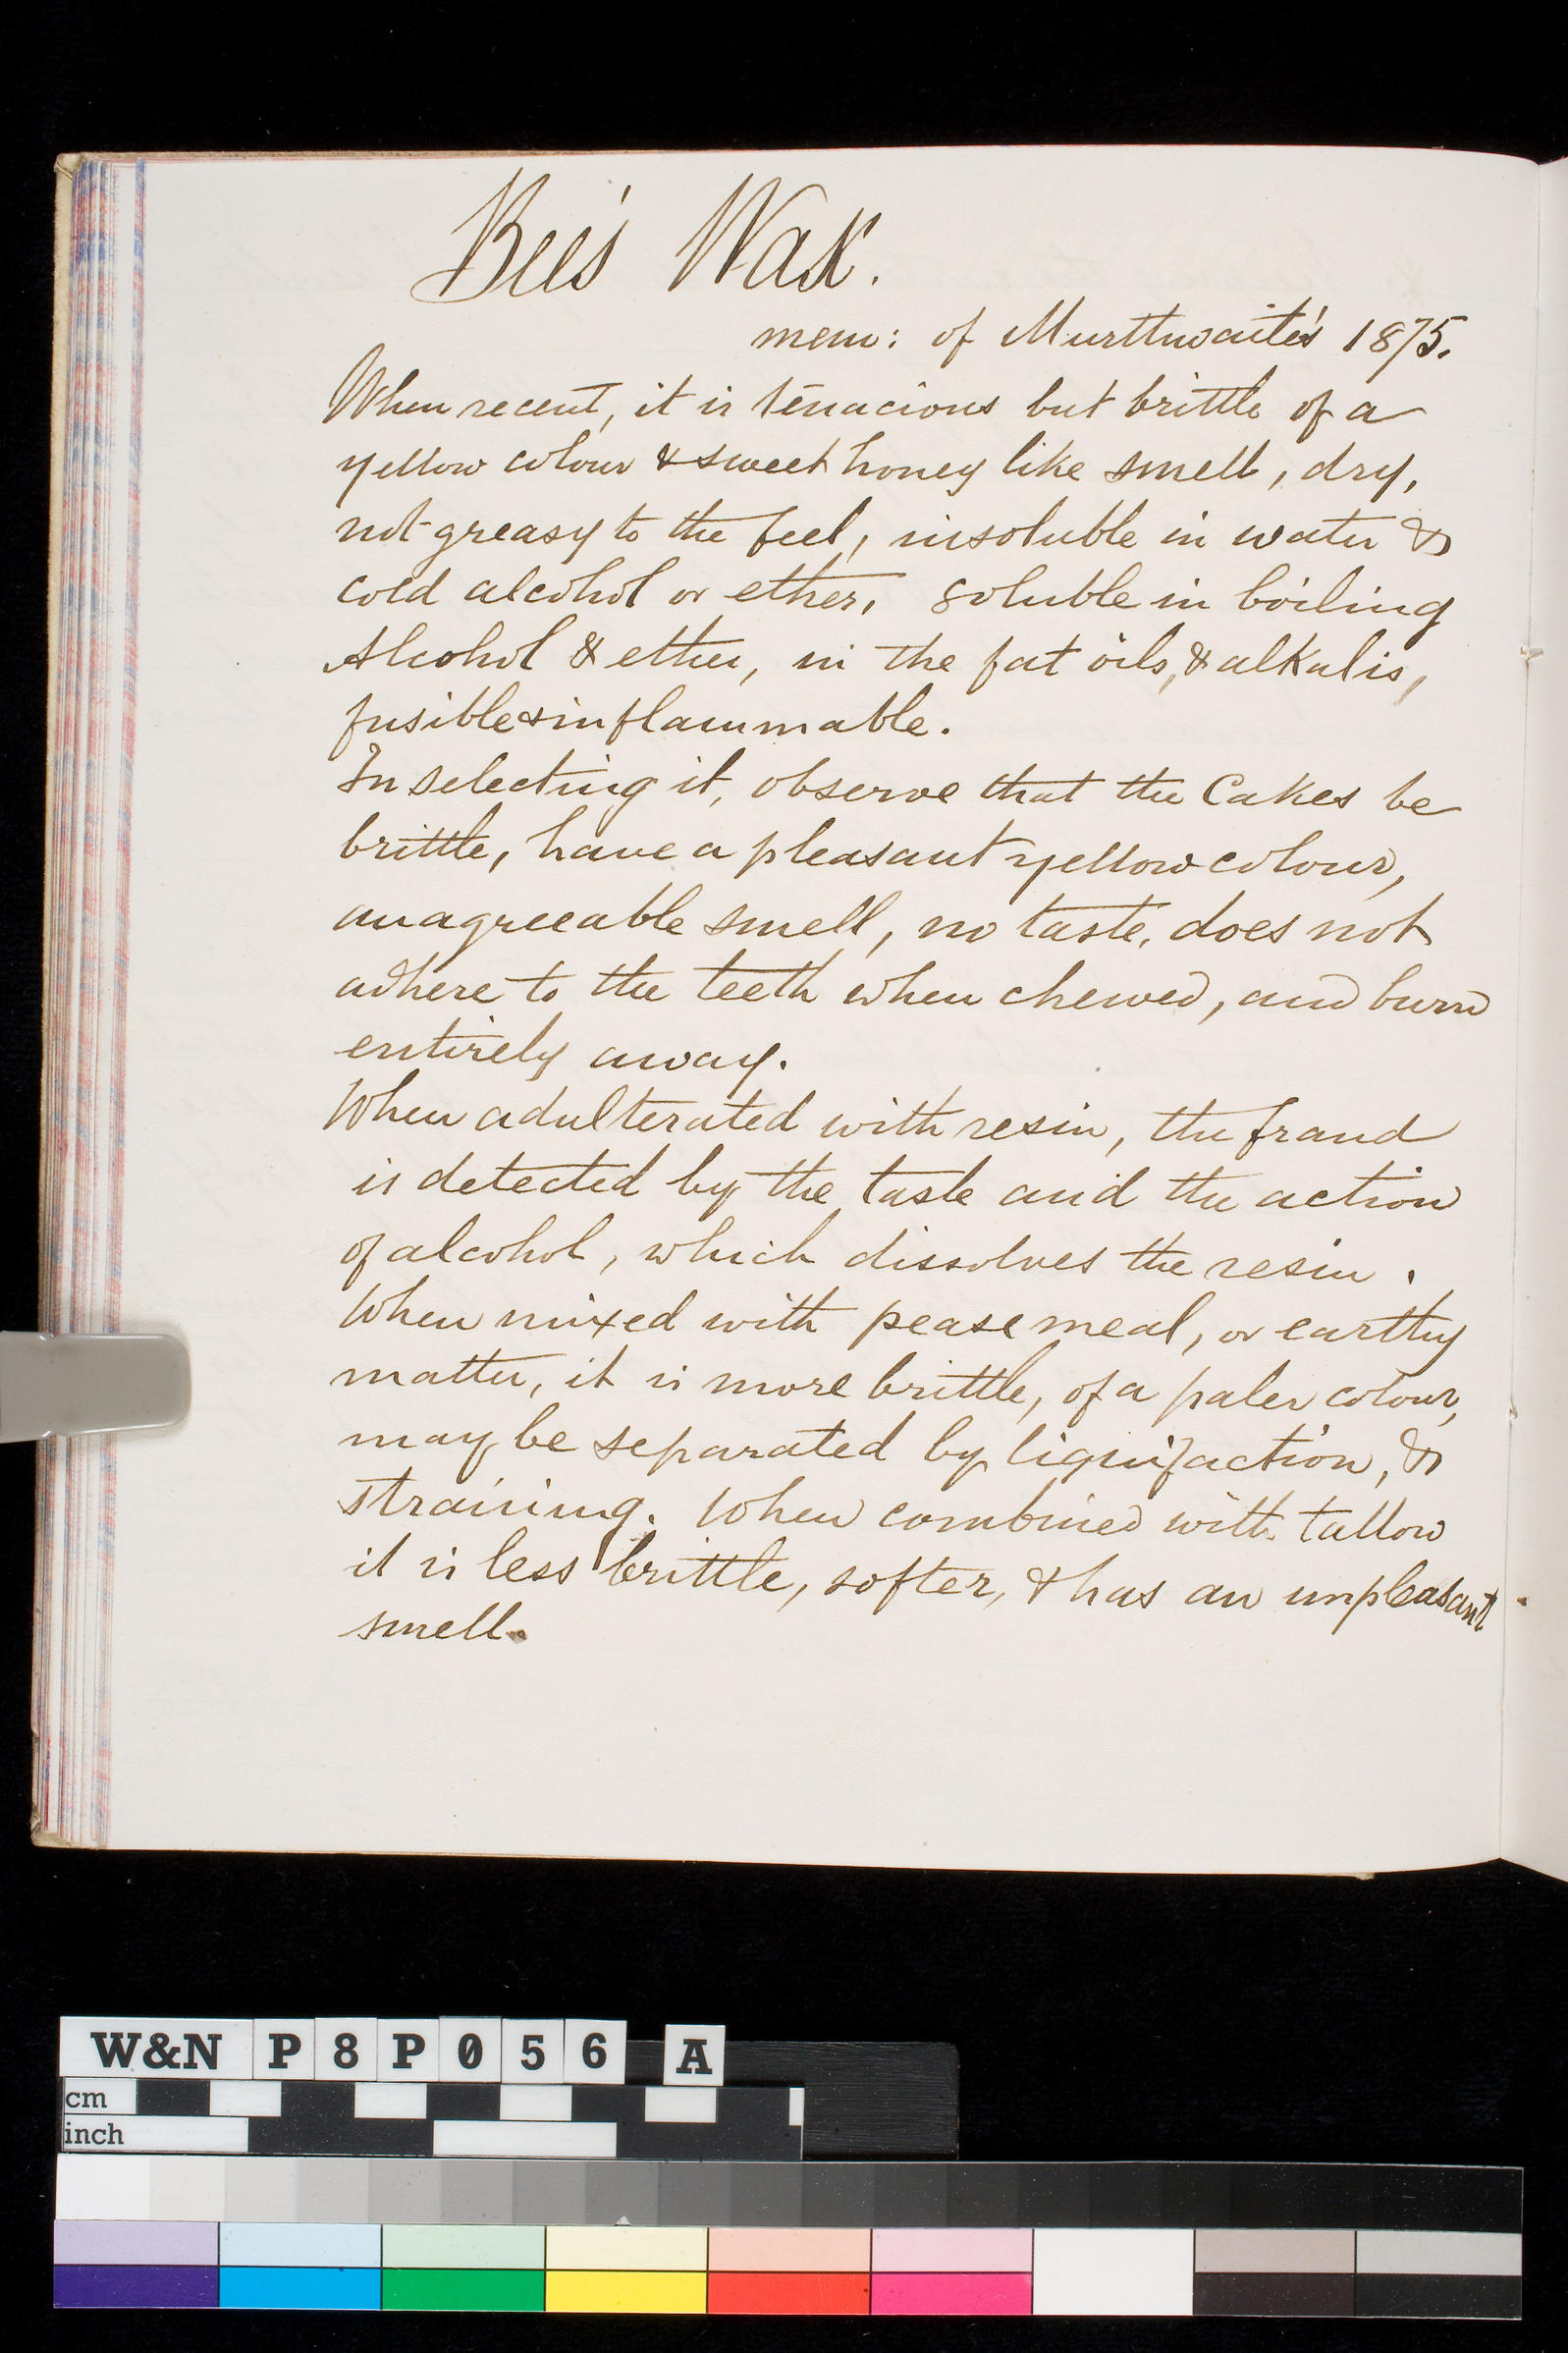 Bee's Wax.
mem: of Murttwaite's 1875.
When recent, it is tenacious but brittle of a
yellow colour & sweet honey like smell, dry,
not greasy to the feel, insoluble in water &
cold alcohol or ether, soluble in boiling
Alcohol & ether, in the fat oils, & alkalis,
fusible & inflammable.
In selecting it, observe that the Cakes be
brittle, have a pleasant yellow colour,
an agreeable smell, no taste, does not
adhere to the teeth when chewed, and burn
entirely away.
When adulterated with resin, the fraud
is detected by the taste and the action
of alcohol, which dissolves the resin.
When mixed with pease meal, or earthy
matter, it is more brittle, of a paler colour,
may be separated by liquifaction, &
straining. When combined with tallow
it is less brittle, softer, & has an unpleasant
smell.
W&N P8P056 A
cm
inch